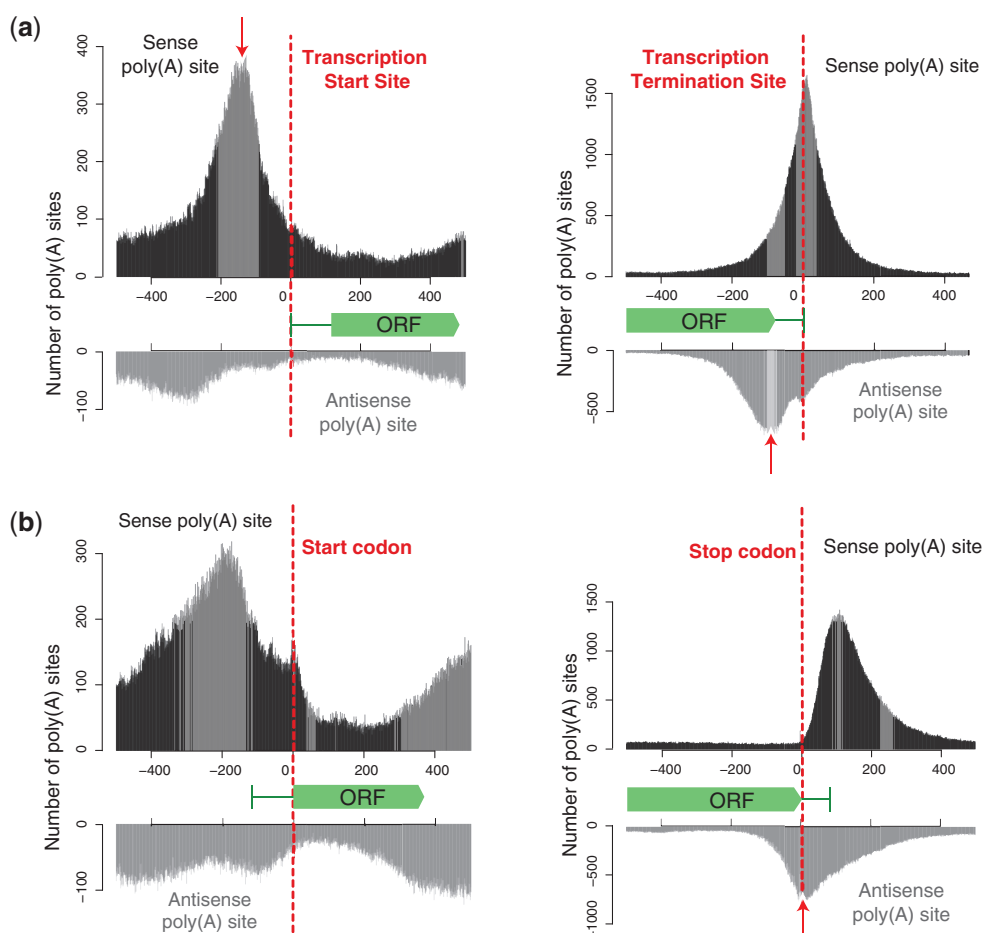 (a)
Sense
poly(A) site
Transcription
Start Site
Number of poly(A) sites
400
300
200
100
0
−400
−200
0
200
400
ORF
0
−100
Antisense
poly(A) site
Transcription
Termination Site
Sense poly(A) site
Number of poly(A) sites
1500
1000
500
0
−400
−200
0
200
400
ORF
0
−500
Antisense
poly(A) site
(b)
Sense poly(A) site
Start codon
Number of poly(A) sites
300
200
100
0
−400
−200
0
200
400
ORF
0
−100
Antisense
poly(A) site
Stop codon
Sense poly(A) site
Number of poly(A) sites
1500
1000
500
0
−400
−200
0
200
400
ORF
0
−500
−1000
Antisense
poly(A) site